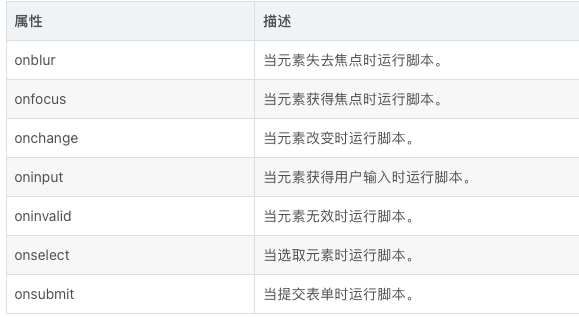 属性 描述
onblur 当元素失去焦点时运行脚本。
onfocus 当元素获得焦点时运行脚本。
onchange 当元素改变时运行脚本。
oninput 当元素获得用户输入时运行脚本。
oninvalid 当元素无效时运行脚本。
onselect 当选取元素时运行脚本。
onsubmit 当提交表单时运行脚本。